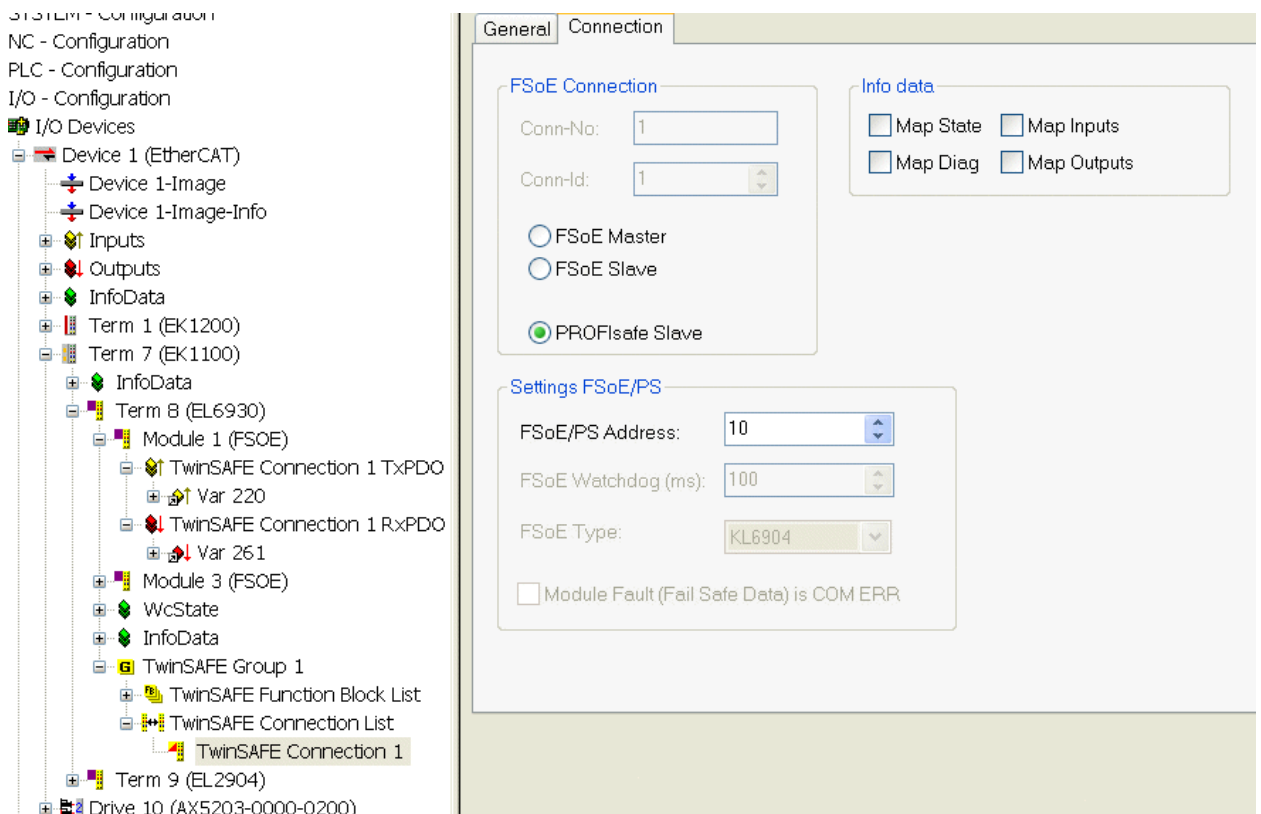 SYSTEM - Configuration
NC - Configuration
PLC - Configuration
I/O - Configuration
I/O Devices
Device 1 (EtherCAT)
Device 1-Image
Device 1-Image-Info
Inputs
Outputs
InfoData
Term 1 (EK1200)
Term 7 (EK1100)
InfoData
Term 8 (EL6930)
Module 1 (FSOE)
TwinSAFE Connection 1 TxPDO
Var 220
TwinSAFE Connection 1 RxPDO
Var 261
Module 3 (FSOE)
WcState
InfoData
G TwinSAFE Group 1
TwinSAFE Function Block List
TwinSAFE Connection List
TwinSAFE Connection 1
Term 9 (EL2904)
Drive 10 (AX5203-0000-0200)
General Connection
FSoE Connection
Conn-No: 1
Conn-Id: 1
FSoE Master
FSoE Slave
PROFIsafe Slave
Info data
Map State Map Inputs
Map Diag Map Outputs
Settings FSoE/PS
FSoE/PS Address: 10
FSoE Watchdog (ms): 100
FSoE Type: KL6904
Module Fault (Fail Safe Data) is COM ERR